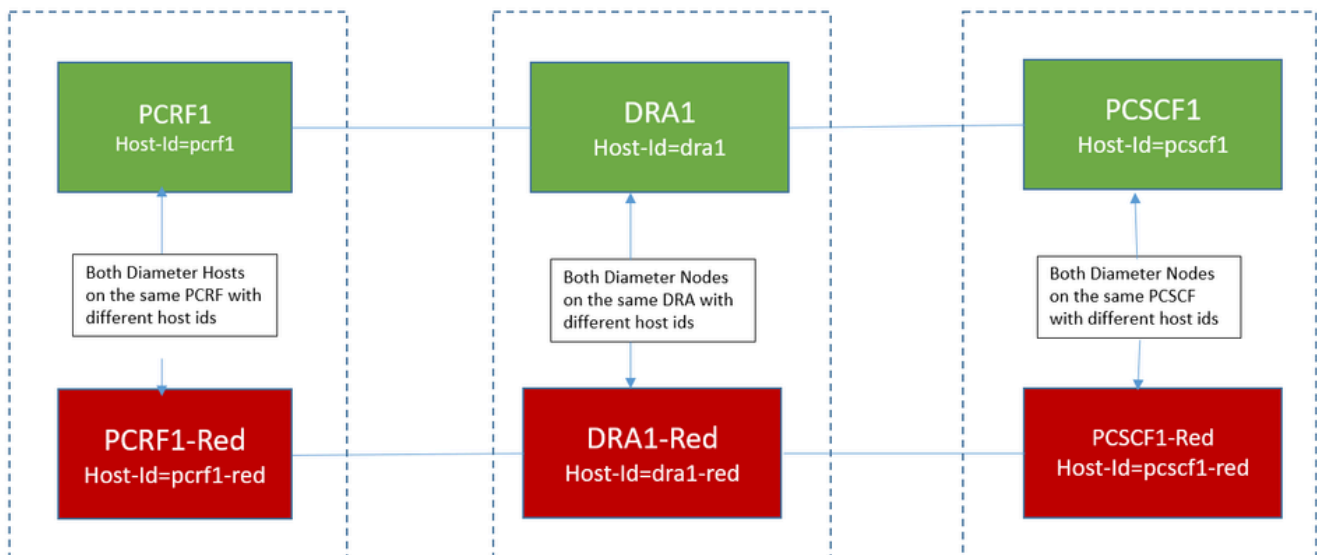 PCRF1
Host-Id=pcrf1
DRA1
Host-Id=dra1
PCSCF1
Host-Id=pcscf1
Both Diameter Hosts
on the same PCRF with
different host ids
Both Diameter Nodes
on the same DRA with
different host ids
Both Diameter Nodes
on the same PCSCF
with different host ids
PCRF1-Red
Host-Id=pcrf1-red
DRA1-Red
Host-Id=dra1-red
PCSCF1-Red
Host-Id=pcscf1-red